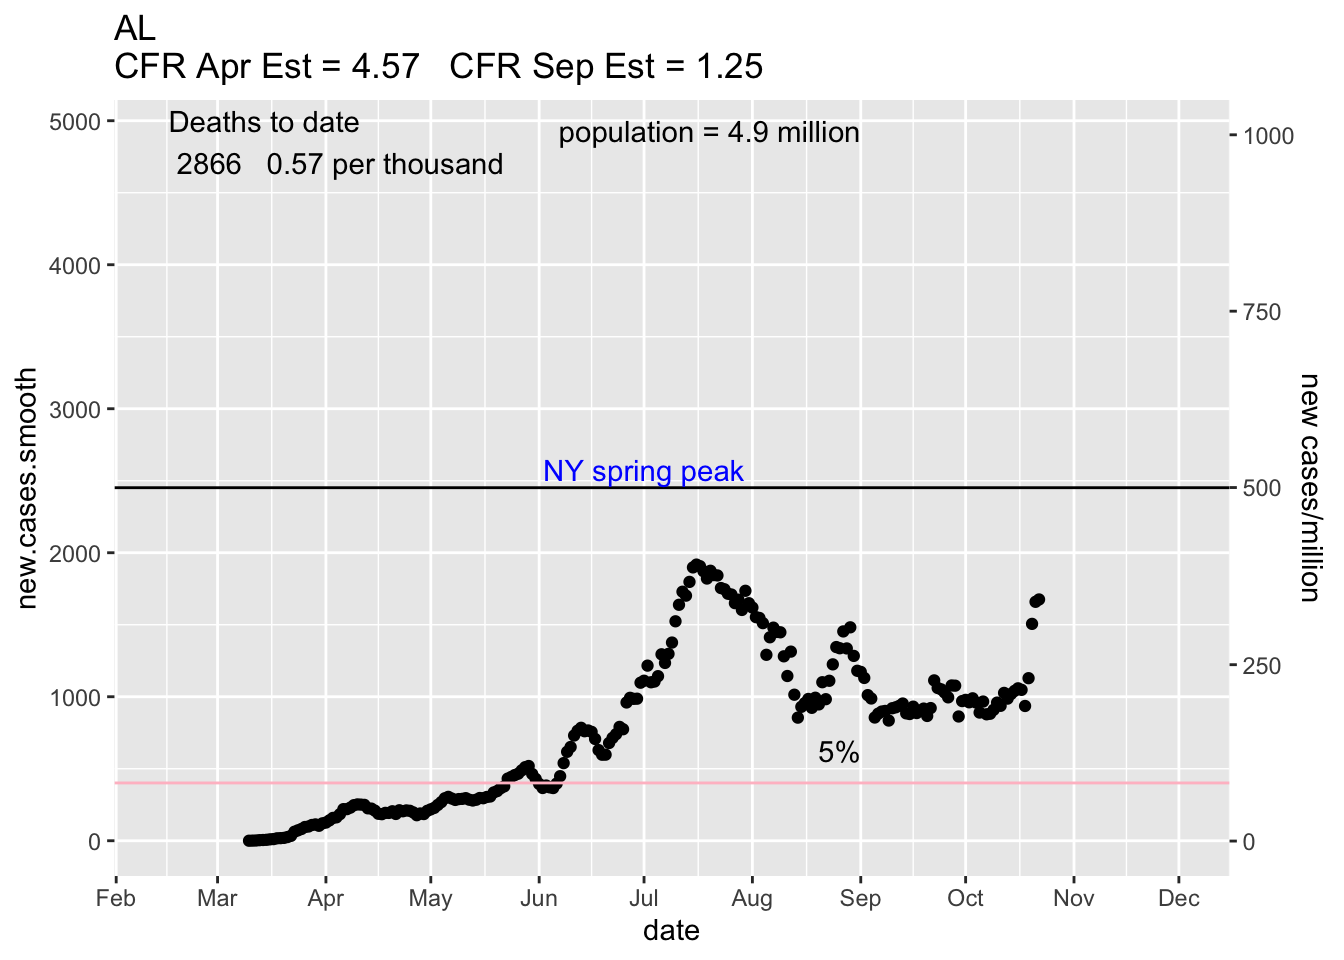 AL
CFR Apr Est = 4.57   CFR Sep Est = 1.25
Deaths to date
2866   0.57 per thousand
population = 4.9 million
NY spring peak
5%
new.cases.smooth
5000
4000
3000
2000
1000
0
1000
750
500
250
0
new cases/million
Feb Mar Apr May Jun Jul Aug Sep Oct Nov Dec
date